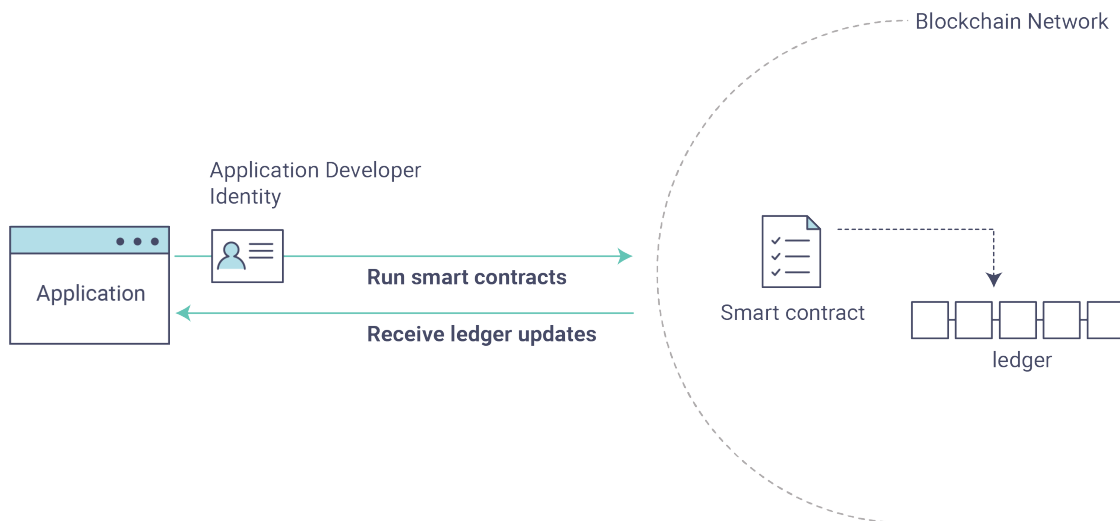 Blockchain Network
Application Developer
Identity
Application
Run smart contracts
Receive ledger updates
Smart contract
ledger